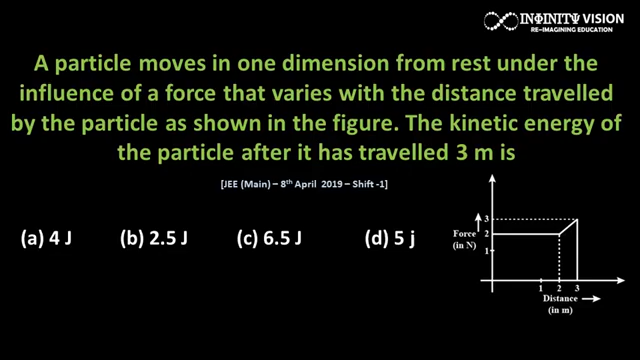 INΦINITΨ VISION
RE-IMAGINING EDUCATION
A particle moves in one dimension from rest under the
influence of a force that varies with the distance travelled
by the particle as shown in the figure. The kinetic energy of
the particle after it has travelled 3 m is
[JEE (Main) – 8th April 2019 – Shift -1]
(a) 4 J (b) 2.5 J (c) 6.5 J (d) 5 j
3
Force
(in N)
2
1
1 2 3
Distance
(in m)